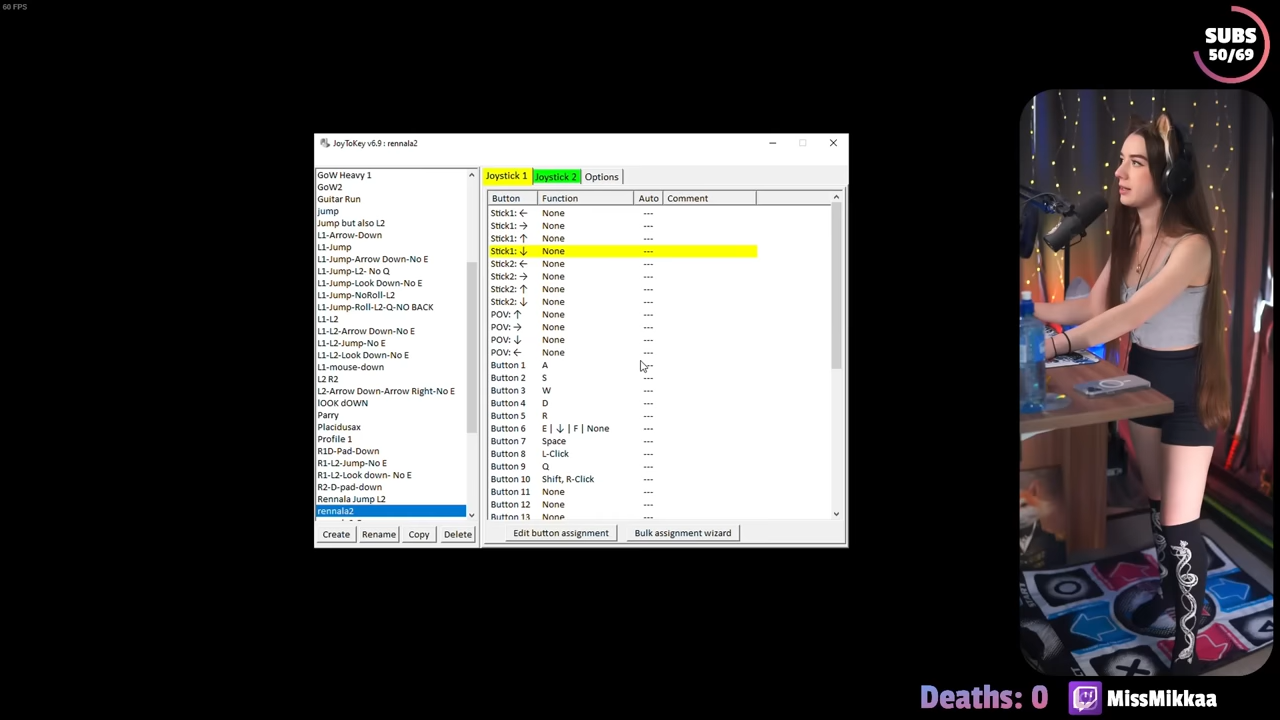 60 FPS
SUBS
50/69
JoyToKey v6.9 : rennala2
GoW Heavy 1
GoW2
Guitar Run
jump
Jump but also L2
L1-Arrow-Down
L1-Jump
L1-Jump-Arrow Down-No E
L1-Jump-L2- No Q
L1-Jump-Look Down-No E
L1-Jump-NoRoll-L2
L1-Jump-Roll-L2-Q-NO BACK
L1-L2
L1-L2-Arrow Down-No E
L1-L2-Jump-No E
L1-L2-Look Down-No E
L1-mouse-down
L2 R2
L2-Arrow Down-Arrow Right-No E
lOOK dOWN
Parry
Placidusax
Profile 1
R1D-Pad-Down
R1-L2-Jump-No E
R1-L2-Look down- No E
R2-D-pad-down
Rennala Jump L2
rennala2
Create Rename Copy Delete
Joystick 1 Joystick 2 Options
Button Function Auto Comment
Stick1: ← None ---
Stick1: → None ---
Stick1: ↑ None ---
Stick1: ↓ None ---
Stick2: ← None ---
Stick2: → None ---
Stick2: ↑ None ---
Stick2: ↓ None ---
POV: ↑ None ---
POV: → None ---
POV: ↓ None ---
POV: ← None ---
Button 1 A ---
Button 2 S ---
Button 3 W ---
Button 4 D ---
Button 5 R ---
Button 6 E | ↓ | F | None ---
Button 7 Space ---
Button 8 L-Click ---
Button 9 Q ---
Button 10 Shift, R-Click ---
Button 11 None ---
Button 12 None ---
Button 13 None ---
Edit button assignment Bulk assignment wizard
START
Deaths: 0 MissMikkaa